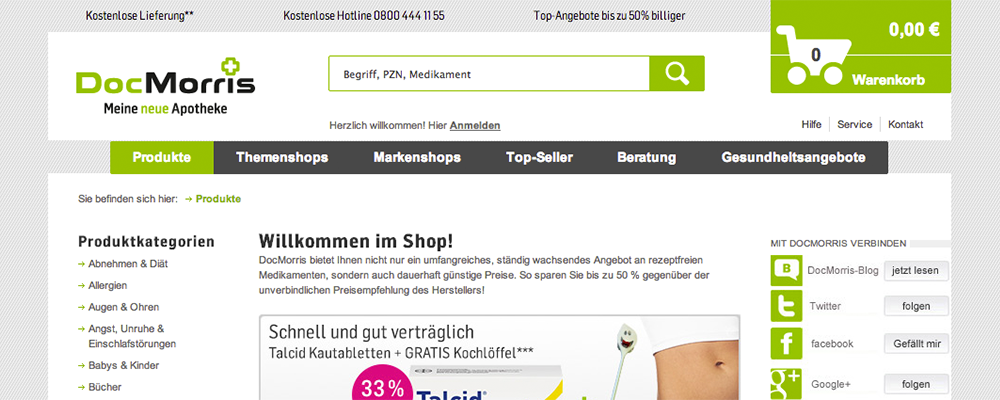 Kostenlose Lieferung** Kostenlose Hotline 0800 444 11 55 Top-Angebote bis zu 50% billiger
0,00 €
0
Warenkorb
DocMorris
Meine neue Apotheke
Begriff, PZN, Medikament
Herzlich willkommen! Hier Anmelden
Hilfe Service Kontakt
Produkte Themenshops Markenshops Top-Seller Beratung Gesundheitsangebote
Sie befinden sich hier: → Produkte
Produktkategorien
→ Abnehmen & Diät
→ Allergien
→ Augen & Ohren
→ Angst, Unruhe &
Einschlafstörungen
→ Babys & Kinder
→ Bücher
Willkommen im Shop!
DocMorris bietet Ihnen nicht nur ein umfangreiches, ständig wachsendes Angebot an rezeptfreien
Medikamenten, sondern auch dauerhaft günstige Preise. So sparen Sie bis zu 50 % gegenüber der
unverbindlichen Preisempfehlung des Herstellers!
Schnell und gut verträglich
Talcid Kautabletten + GRATIS Kochlöffel***
33 %
Talcid®
MIT DOCMORRIS VERBINDEN
B DocMorris-Blog jetzt lesen
t Twitter folgen
f facebook Gefällt mir
g+ Google+ folgen